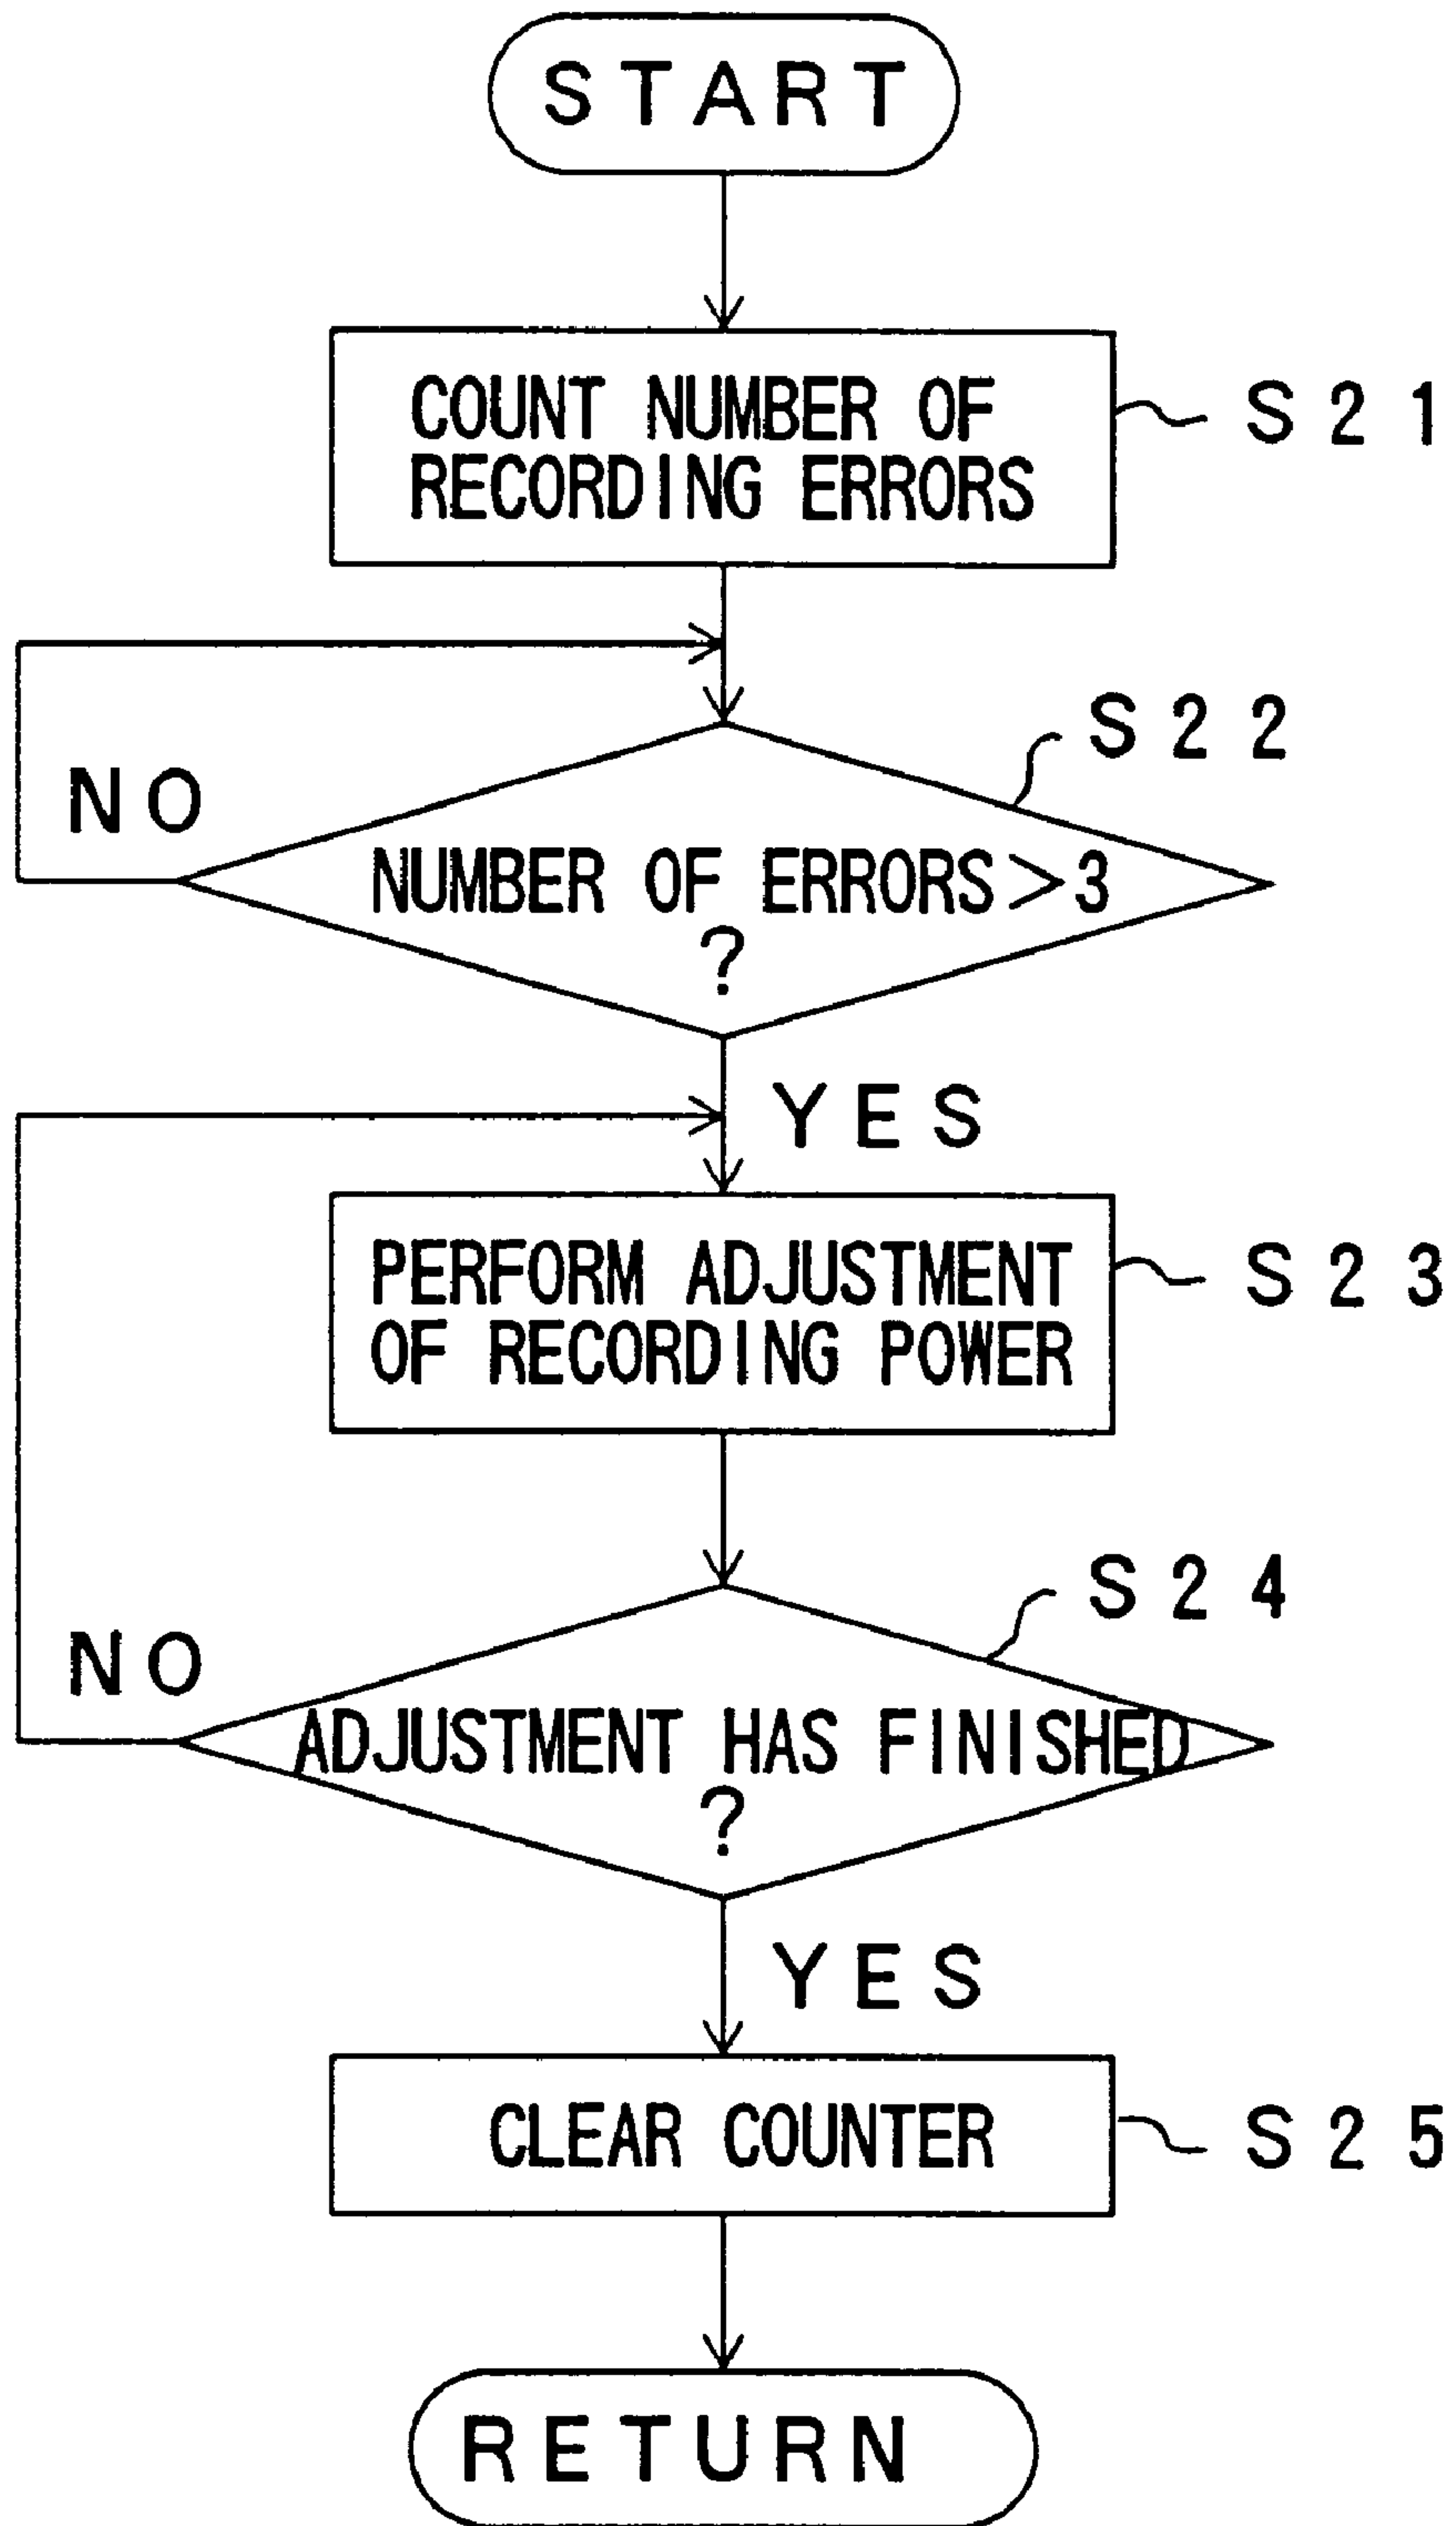 START
COUNT NUMBER OF
RECORDING ERRORS
S21
S22
NO
NUMBER OF ERRORS>3
?
YES
PERFORM ADJUSTMENT
OF RECORDING POWER
S23
S24
NO
ADJUSTMENT HAS FINISHED
?
YES
CLEAR COUNTER
S25
RETURN